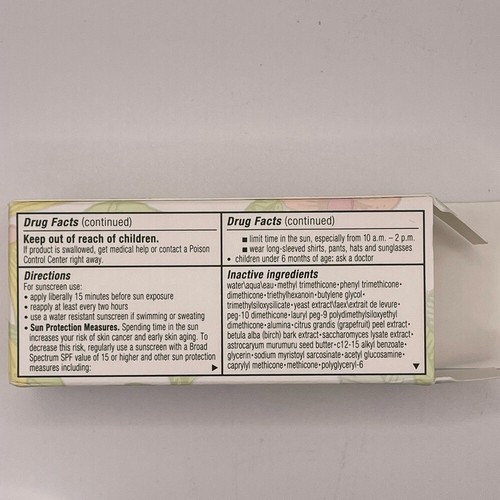 Drug Facts (continued)
Keep out of reach of children.
If product is swallowed, get medical help or contact a Poison
Control Center right away.
Directions
For sunscreen use:
• apply liberally 15 minutes before sun exposure
• reapply at least every two hours
• use a water resistant sunscreen if swimming or sweating
• Sun Protection Measures. Spending time in the sun
increases your risk of skin cancer and early skin aging. To
decrease this risk, regularly use a sunscreen with a Broad
Spectrum SPF value of 15 or higher and other sun protection
measures including:
Drug Facts (continued)
■ limit time in the sun, especially from 10 a.m. – 2 p.m.
■ wear long-sleeved shirts, pants, hats and sunglasses
• children under 6 months of age: ask a doctor
Inactive ingredients
water\aqua\eau • methyl trimethicone • phenyl trimethicone •
dimethicone • triethylhexanoin • butylene glycol •
trimethylsiloxysilicate • yeast extract\faex\extrait de levure •
peg-10 dimethicone • lauryl peg-9 polydimethylsiloxyethyl
dimethicone • alumina • citrus grandis (grapefruit) peel extract •
betula alba (birch) bark extract • saccharomyces lysate extract •
astrocaryum murumuru seed butter • c12-15 alkyl benzoate •
glycerin • sodium myristoyl sarcosinate • acetyl glucosamine •
caprylyl methicone • methicone • polyglyceryl-6